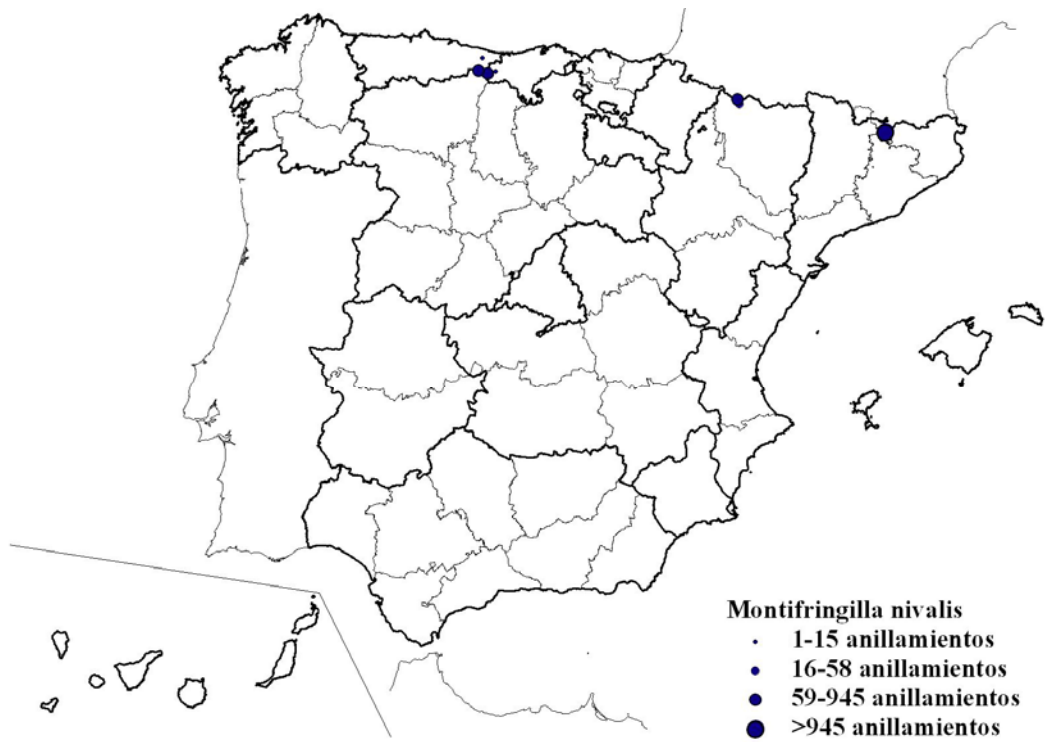 Montifringilla nivalis
1-15 anillamientos
16-58 anillamientos
59-945 anillamientos
>945 anillamientos